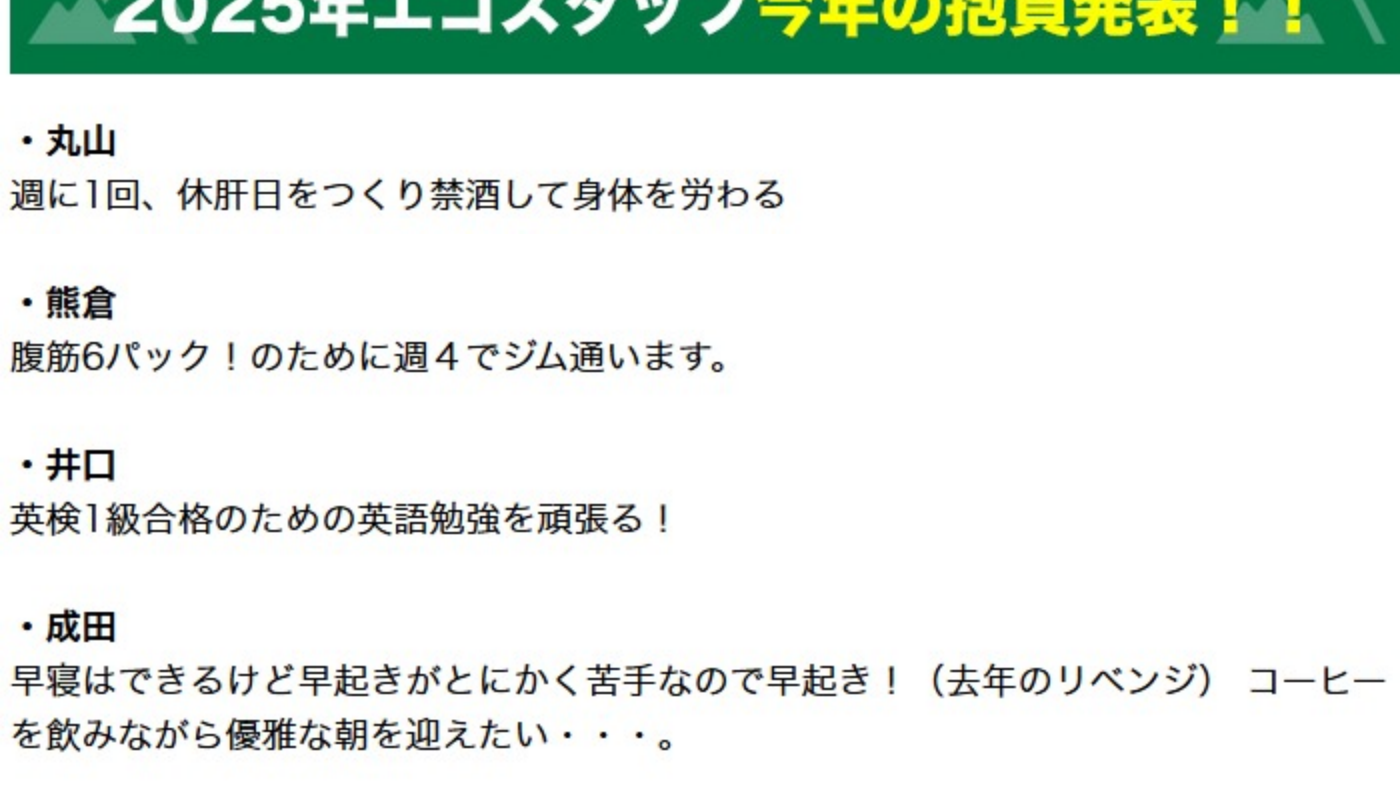 2025年エコスタッフ今年の抱負発表！！
・丸山
週に1回、休肝日をつくり禁酒して身体を労わる
・熊倉
腹筋6パック！のために週４でジム通います。
・井口
英検1級合格のための英語勉強を頑張る！
・成田
早寝はできるけど早起きがとにかく苦手なので早起き！（去年のリベンジ） コーヒー
を飲みながら優雅な朝を迎えたい・・・。